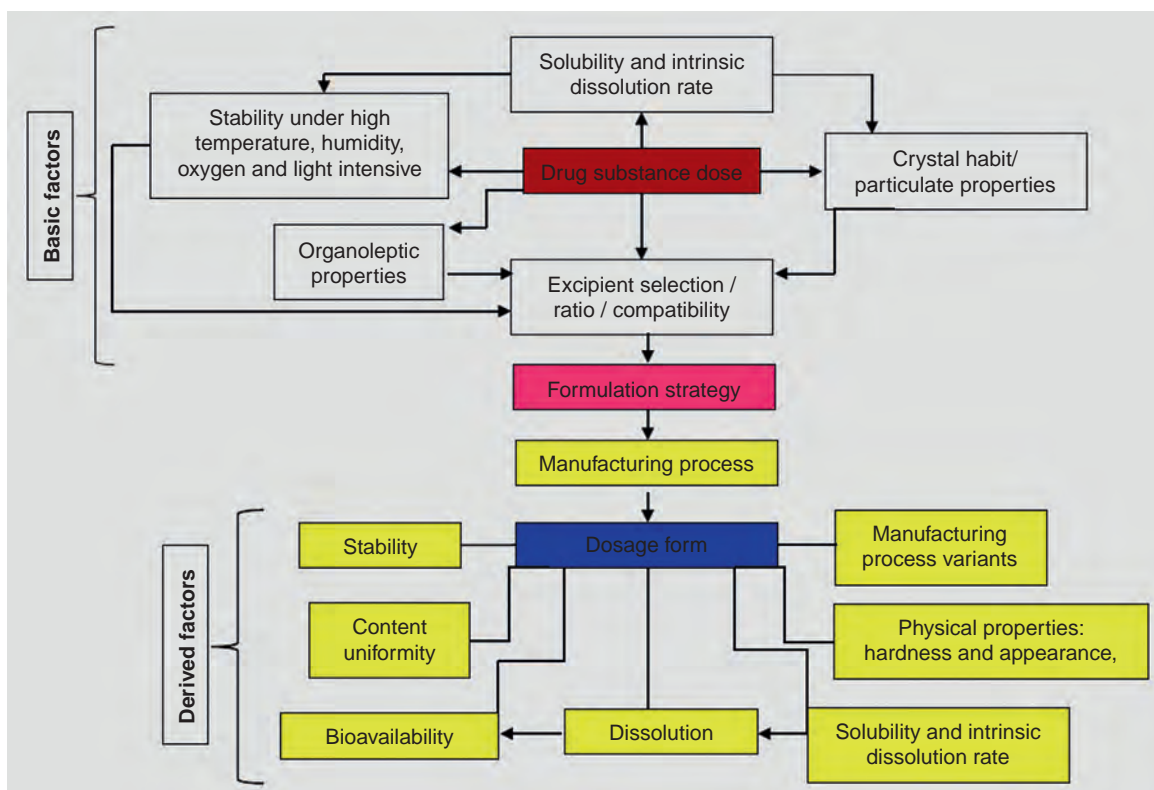 Solubility and intrinsic
dissolution rate
Stability under high
temperature, humidity,
oxygen and light intensive
Drug substance dose
Crystal habit/
particulate properties
Basic factors
Organoleptic
properties
Excipient selection /
ratio / compatibility
Formulation strategy
Manufacturing process
Derived factors
Stability
Dosage form
Manufacturing
process variants
Content
uniformity
Physical properties:
hardness and appearance,
Bioavailability
Dissolution
Solubility and intrinsic
dissolution rate